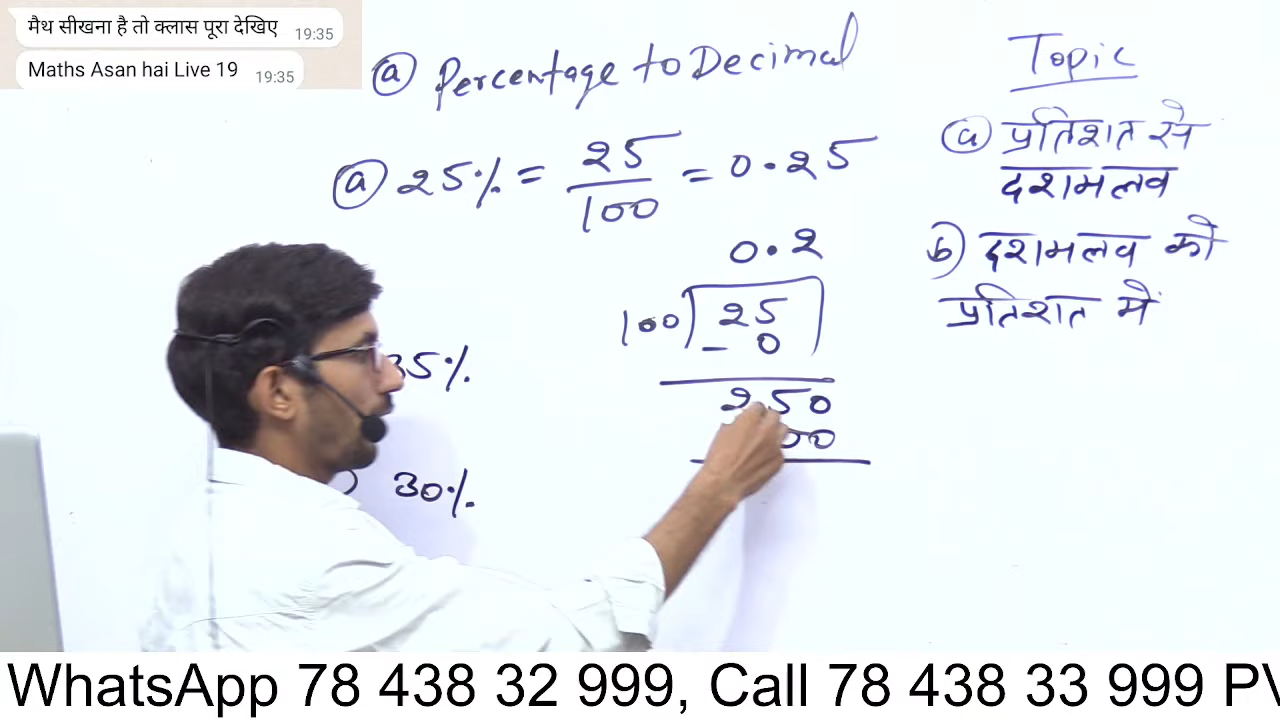 मैथ सीखना है तो क्लास पूरा देखिए 19:35
Maths Asan hai Live 19 19:35
(a) Percentage to Decimal
(a) 25% = 25/100 = 0.25
0.2
100 25
- 0
250
00
35%
30%
Topic
(a) प्रतिशत से
दशमलव
(b) दशमलव को
प्रतिशत में
WhatsApp 78 438 32 999, Call 78 438 33 999 PV